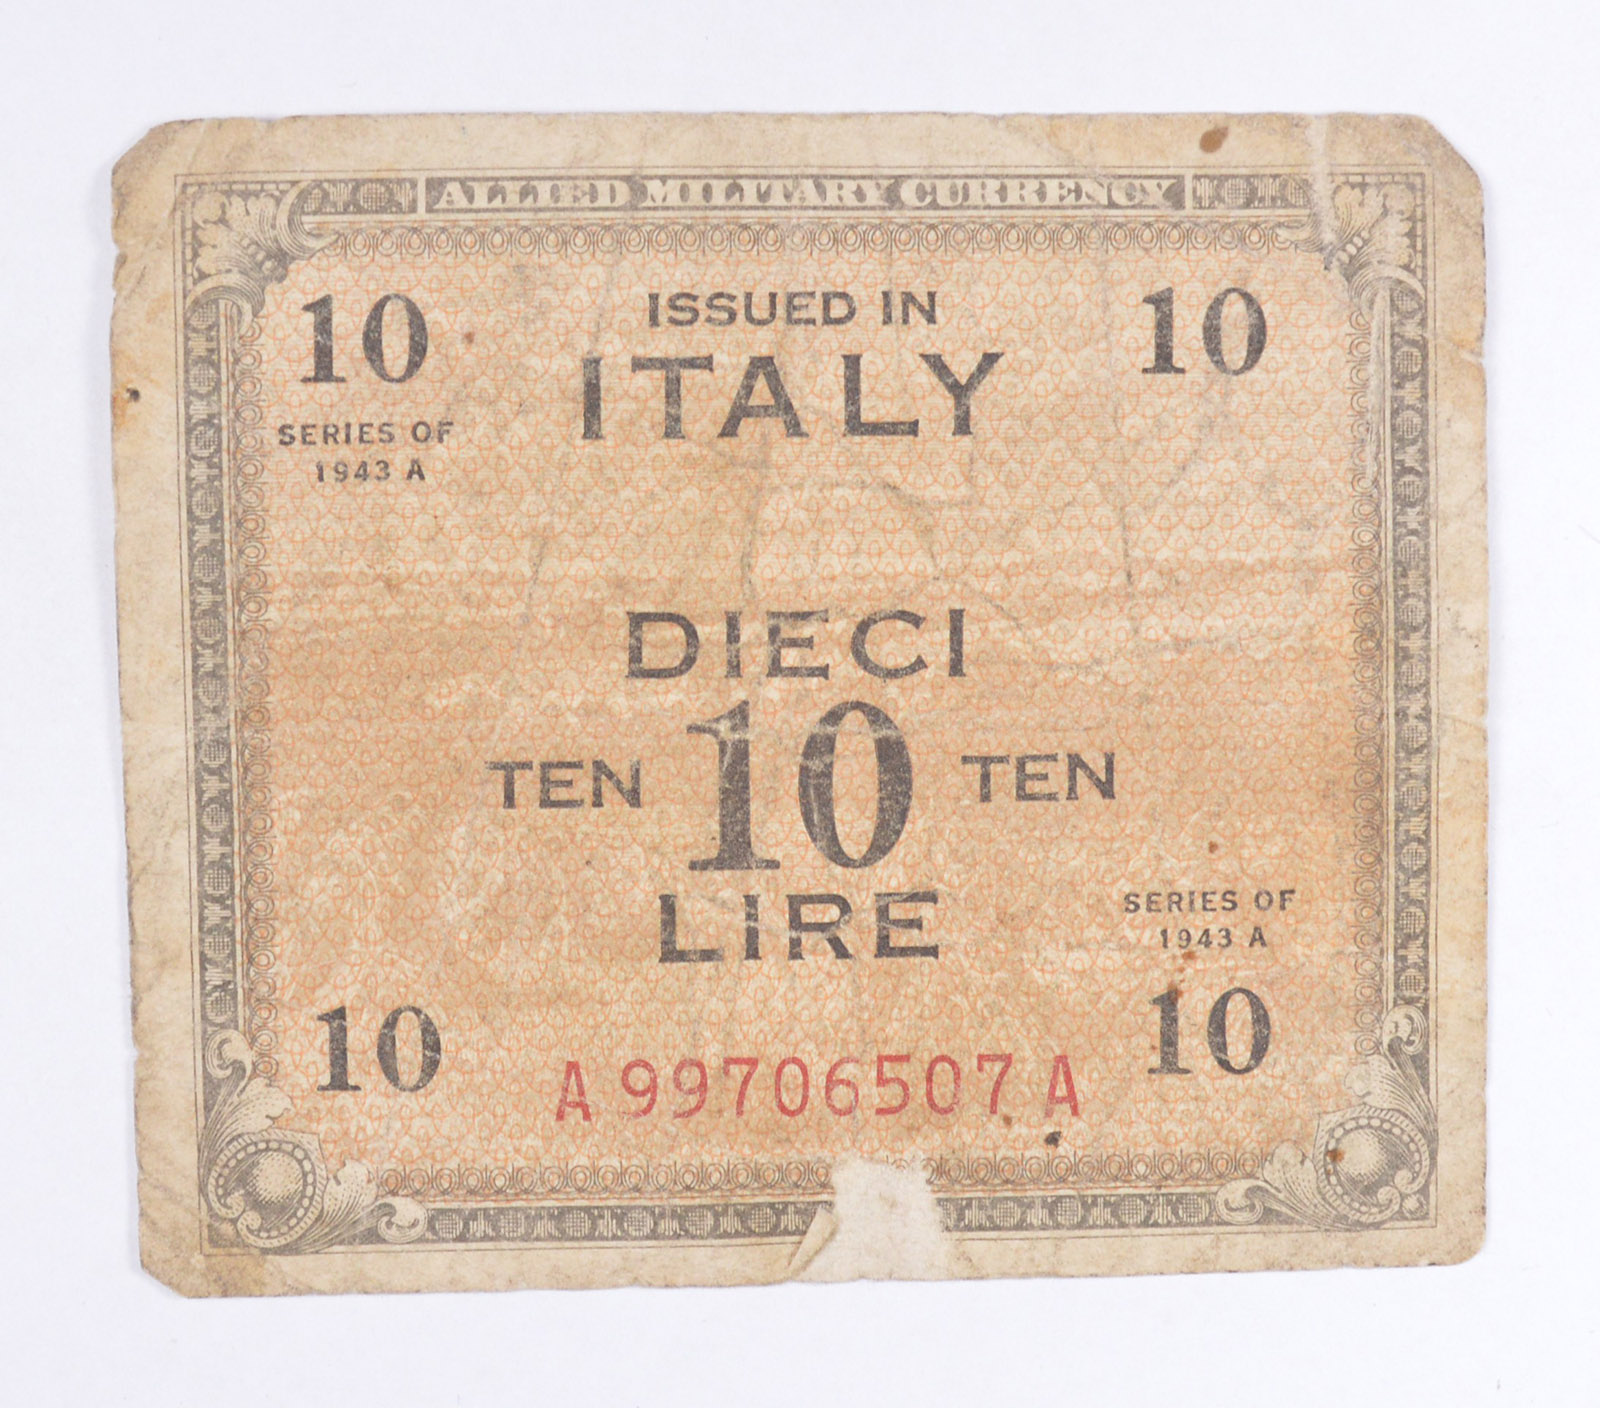 ALLIED MILITARY CURRENCY
10 ISSUED IN 10
ITALY
SERIES OF
1943 A
DIECI
TEN 10 TEN
LIRE
SERIES OF
1943 A
10 10
A 99706507 A